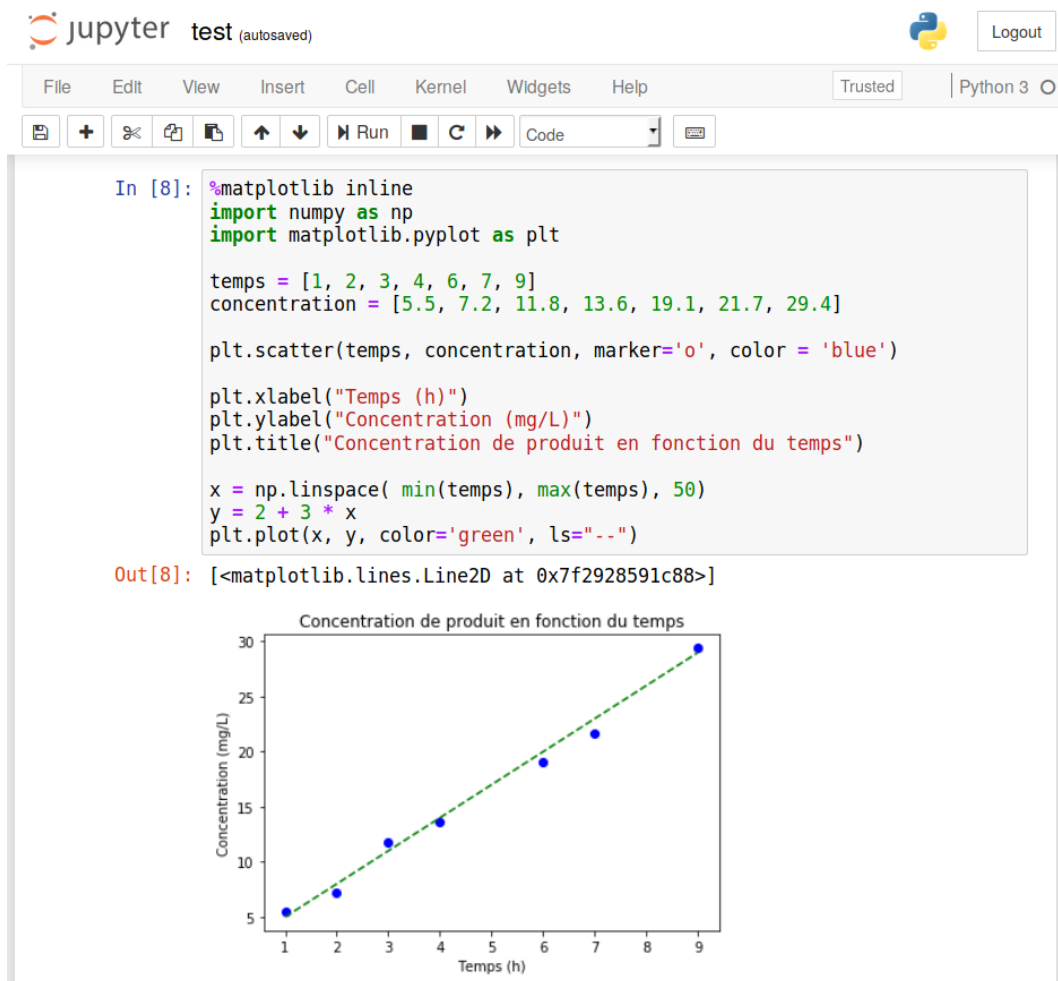 jupyter test (autosaved) Logout
File Edit View Insert Cell Kernel Widgets Help Trusted Python 3
Run Code
In [8]: %matplotlib inline
import numpy as np
import matplotlib.pyplot as plt
temps = [1, 2, 3, 4, 6, 7, 9]
concentration = [5.5, 7.2, 11.8, 13.6, 19.1, 21.7, 29.4]
plt.scatter(temps, concentration, marker='o', color = 'blue')
plt.xlabel("Temps (h)")
plt.ylabel("Concentration (mg/L)")
plt.title("Concentration de produit en fonction du temps")
x = np.linspace( min(temps), max(temps), 50)
y = 2 + 3 * x
plt.plot(x, y, color='green', ls="--")
Out[8]: [<matplotlib.lines.Line2D at 0x7f2928591c88>]
Concentration de produit en fonction du temps
Concentration (mg/L)
30
25
20
15
10
5
1 2 3 4 5 6 7 8 9
Temps (h)